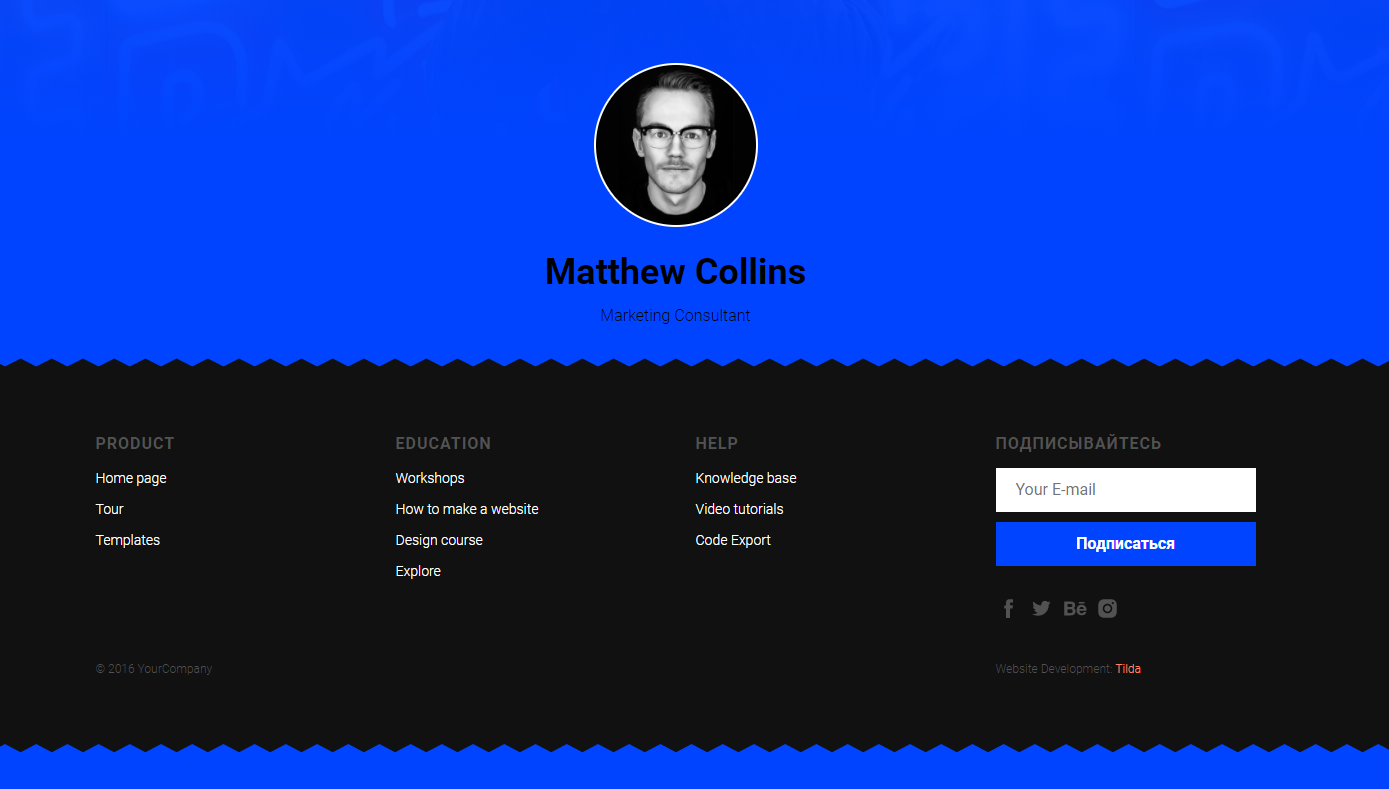 Matthew Collins
Marketing Consultant
PRODUCT
Home page
Tour
Templates
EDUCATION
Workshops
How to make a website
Design course
Explore
HELP
Knowledge base
Video tutorials
Code Export
ПОДПИСЫВАЙТЕСЬ
Your E-mail
Подписаться
Bē
© 2016 YourCompany
Website Development: Tilda